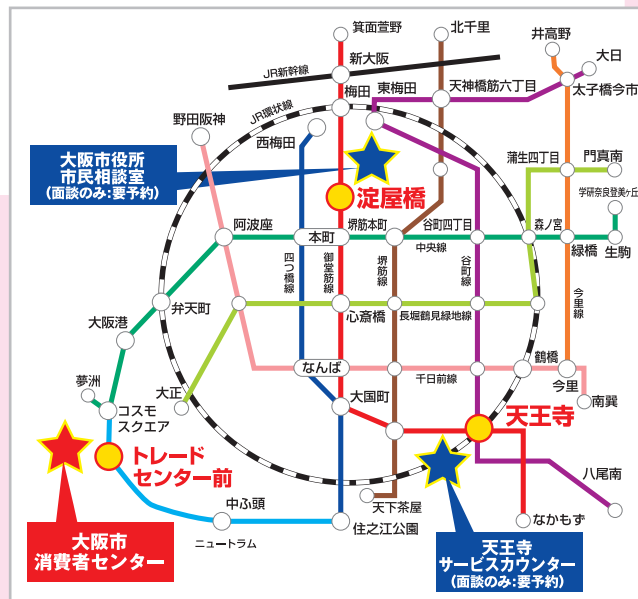 箕面萱野
北千里
井高野
大日
新大阪
JR新幹線
梅田
東梅田
天神橋筋六丁目
太子橋今市
野田阪神
JR環状線
西梅田
大阪市役所
市民相談室
(面談のみ:要予約)
淀屋橋
蒲生四丁目
門真南
学研奈良登美ヶ丘
阿波座
本町
堺筋本町
谷町四丁目
中央線
森ノ宮
緑橋
生駒
四つ橋線
御堂筋線
堺筋線
谷町線
今里線
弁天町
心斎橋
長堀鶴見緑地線
大阪港
なんば
千日前線
鶴橋
今里
夢洲
コスモ
スクエア
大正
大国町
天王寺
南巽
トレード
センター前
八尾南
中ふ頭
ニュートラム
住之江公園
天下茶屋
なかもず
大阪市
消費者センター
天王寺
サービスカウンター
(面談のみ:要予約)